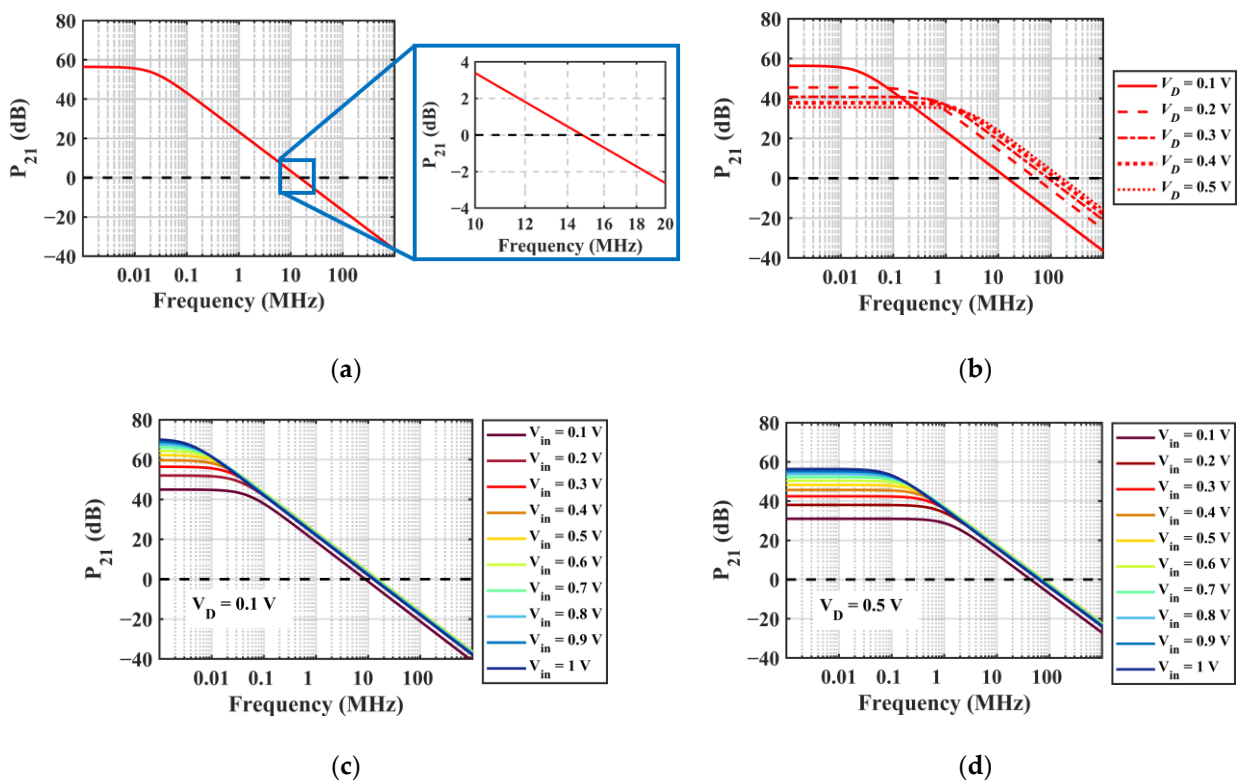 80
60
40
20
0
−20
−40
P21 (dB)
0.01 0.1 1 10 100
Frequency (MHz)
4
2
0
−2
−4
P21 (dB)
10 12 14 16 18 20
Frequency (MHz)
(a)
80
60
40
20
0
−20
−40
P21 (dB)
0.01 0.1 1 10 100
Frequency (MHz)
VD = 0.1 V
VD = 0.2 V
VD = 0.3 V
VD = 0.4 V
VD = 0.5 V
(b)
80
60
40
20
0
−20
−40
P21 (dB)
VD = 0.1 V
0.01 0.1 1 10 100
Frequency (MHz)
Vin = 0.1 V
Vin = 0.2 V
Vin = 0.3 V
Vin = 0.4 V
Vin = 0.5 V
Vin = 0.6 V
Vin = 0.7 V
Vin = 0.8 V
Vin = 0.9 V
Vin = 1 V
(c)
80
60
40
20
0
−20
−40
P21 (dB)
VD = 0.5 V
0.01 0.1 1 10 100
Frequency (MHz)
Vin = 0.1 V
Vin = 0.2 V
Vin = 0.3 V
Vin = 0.4 V
Vin = 0.5 V
Vin = 0.6 V
Vin = 0.7 V
Vin = 0.8 V
Vin = 0.9 V
Vin = 1 V
(d)